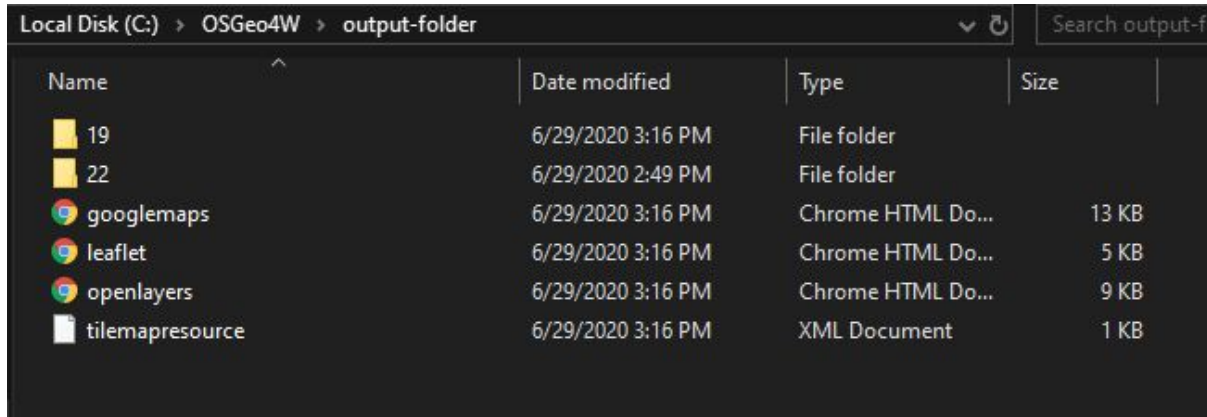 Local Disk (C:) > OSGeo4W > output-folder Search output-f
Name Date modified Type Size
19 6/29/2020 3:16 PM File folder
22 6/29/2020 2:49 PM File folder
googlemaps 6/29/2020 3:16 PM Chrome HTML Do... 13 KB
leaflet 6/29/2020 3:16 PM Chrome HTML Do... 5 KB
openlayers 6/29/2020 3:16 PM Chrome HTML Do... 9 KB
tilemapresource 6/29/2020 3:16 PM XML Document 1 KB